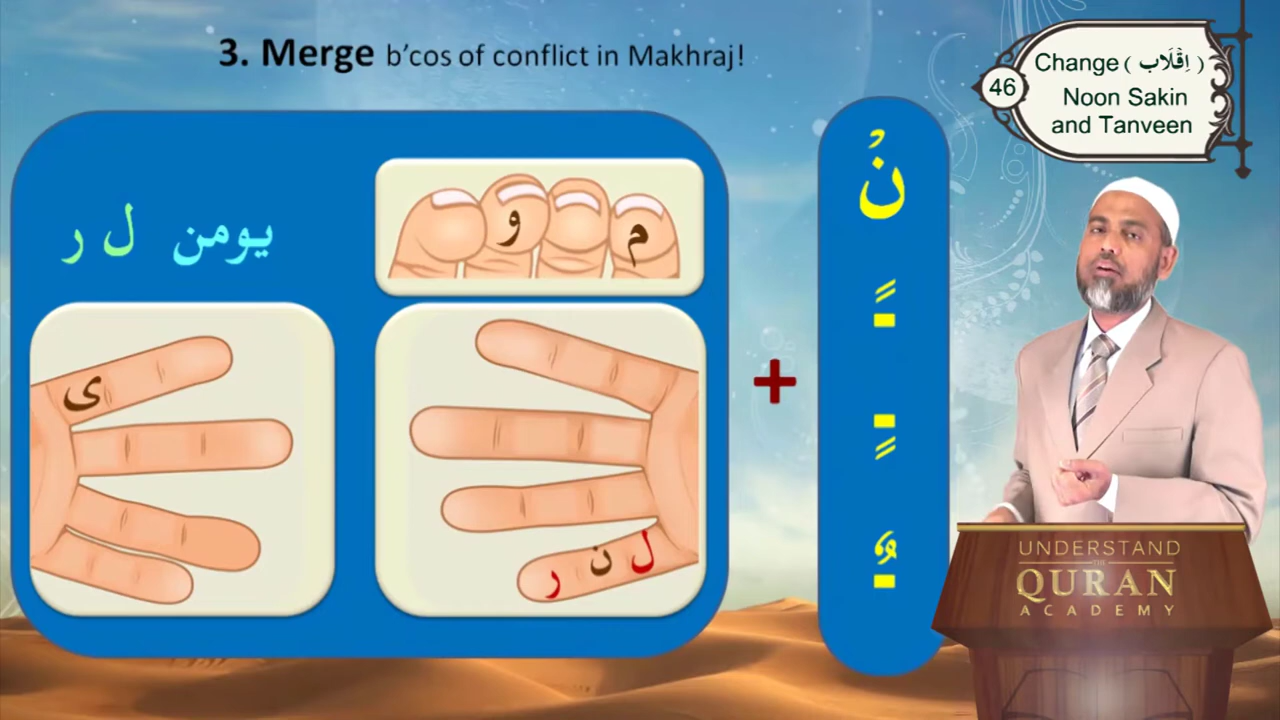 3. Merge b’cos of conflict in Makhraj!
46
Change ( اِقْلَاب )
Noon Sakin
and Tanveen
يومن ل ر
و م
ی
ر ن ل
+
نْ
ـً
ـٍ
ـٌ
UNDERSTAND
THE
QURAN
ACADEMY